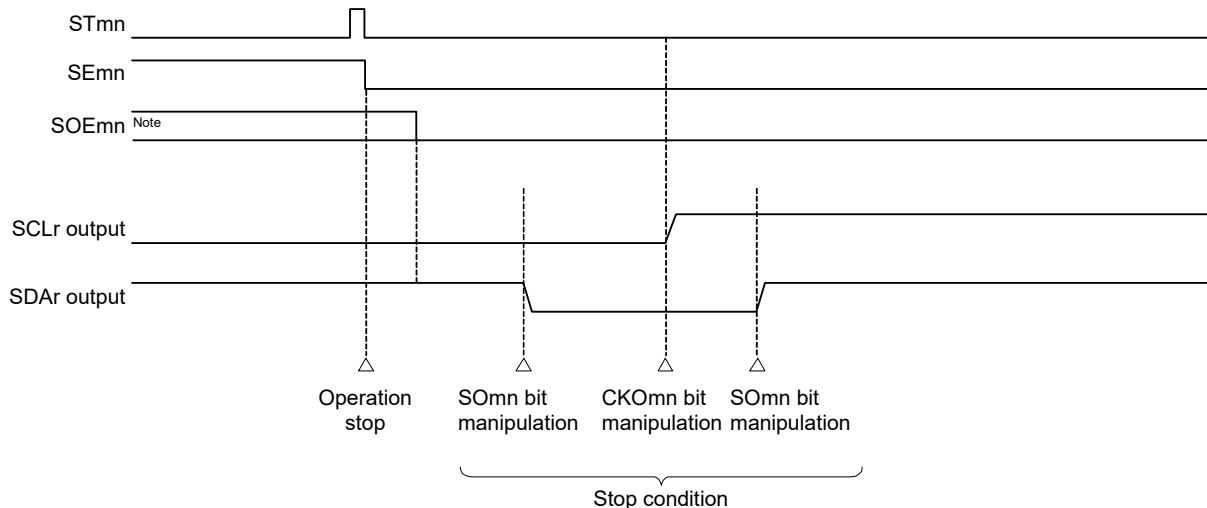 STmn
SEmn
SOEmn Note
SCLr output
SDAr output
Operation
stop
SOmn bit
manipulation
CKOmn bit
manipulation
SOmn bit
manipulation
Stop condition